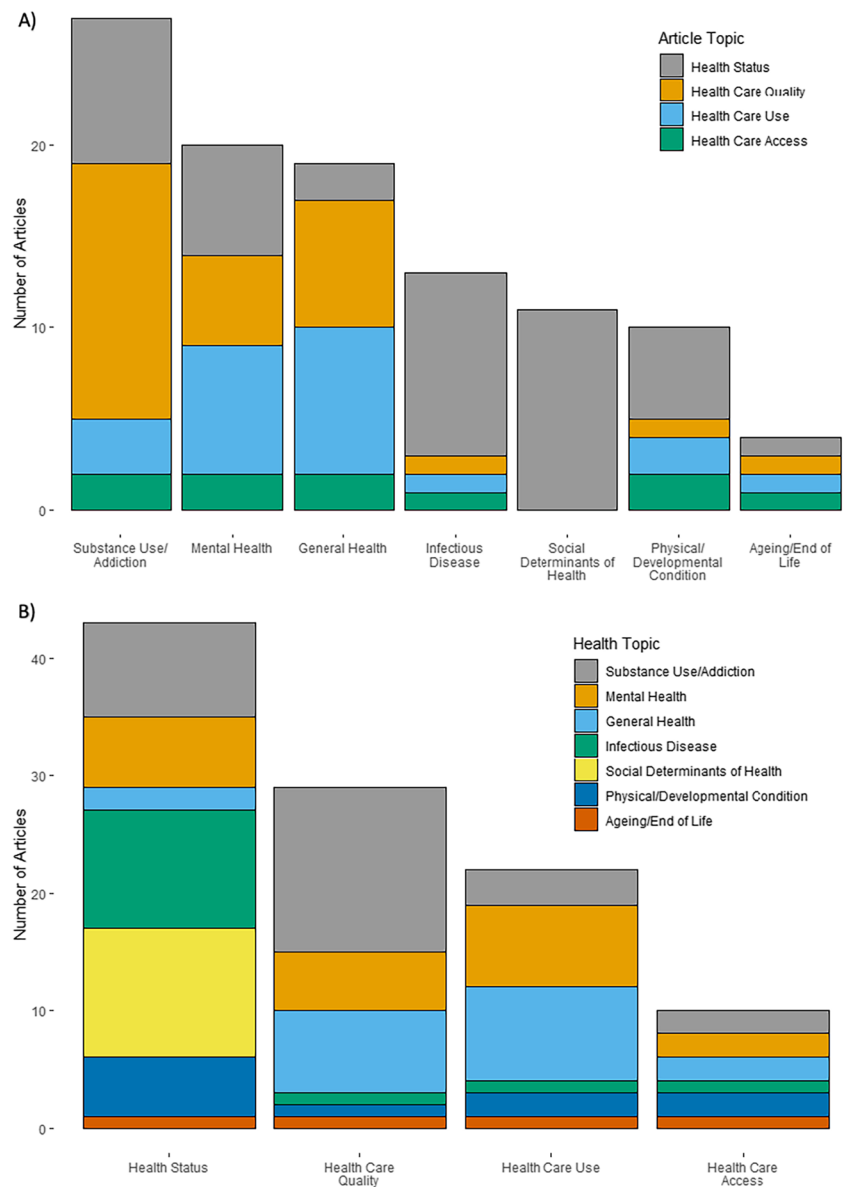 A)
Article Topic
Health Status
Health Care Quality
Health Care Use
Health Care Access
Number of Articles
20
10
0
Substance Use/
Addiction
Mental Health
General Health
Infectious
Disease
Social
Determinants of
Health
Physical/
Developmental
Condition
Ageing/End of
Life
B)
Health Topic
Substance Use/Addiction
Mental Health
General Health
Infectious Disease
Social Determinants of Health
Physical/Developmental Condition
Ageing/End of Life
Number of Articles
40
30
20
10
0
Health Status
Health Care
Quality
Health Care Use
Health Care
Access